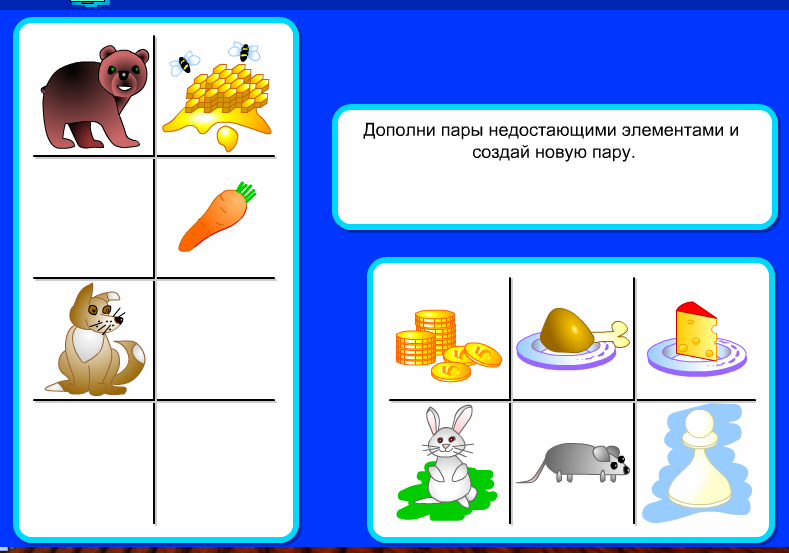 Дополни пары недостающими элементами и
создай новую пару.